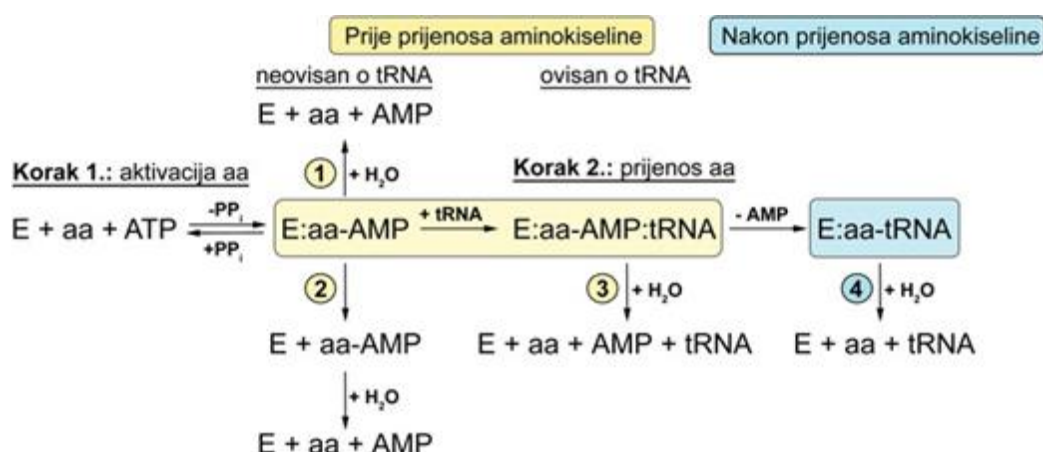 Prije prijenosa aminokiseline
Nakon prijenosa aminokiseline
neovisan o tRNA
ovisan o tRNA
E + aa + AMP
1
+ H₂O
Korak 1.: aktivacija aa
Korak 2.: prijenos aa
E + aa + ATP
-PPᵢ
+PPᵢ
E:aa-AMP
+ tRNA
E:aa-AMP:tRNA
- AMP
E:aa-tRNA
2
3
+ H₂O
4
+ H₂O
E + aa-AMP
E + aa + AMP + tRNA
E + aa + tRNA
+ H₂O
E + aa + AMP